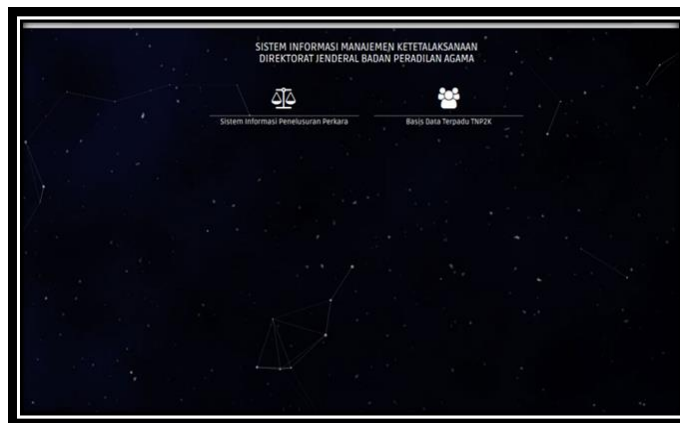 SISTEM INFORMASI MANAJEMEN KETETALAKSANAAN
DIREKTORAT JENDERAL BADAN PERADILAN AGAMA
Sistem Informasi Penelusuran Perkara
Basis Data Terpadu TNP2K